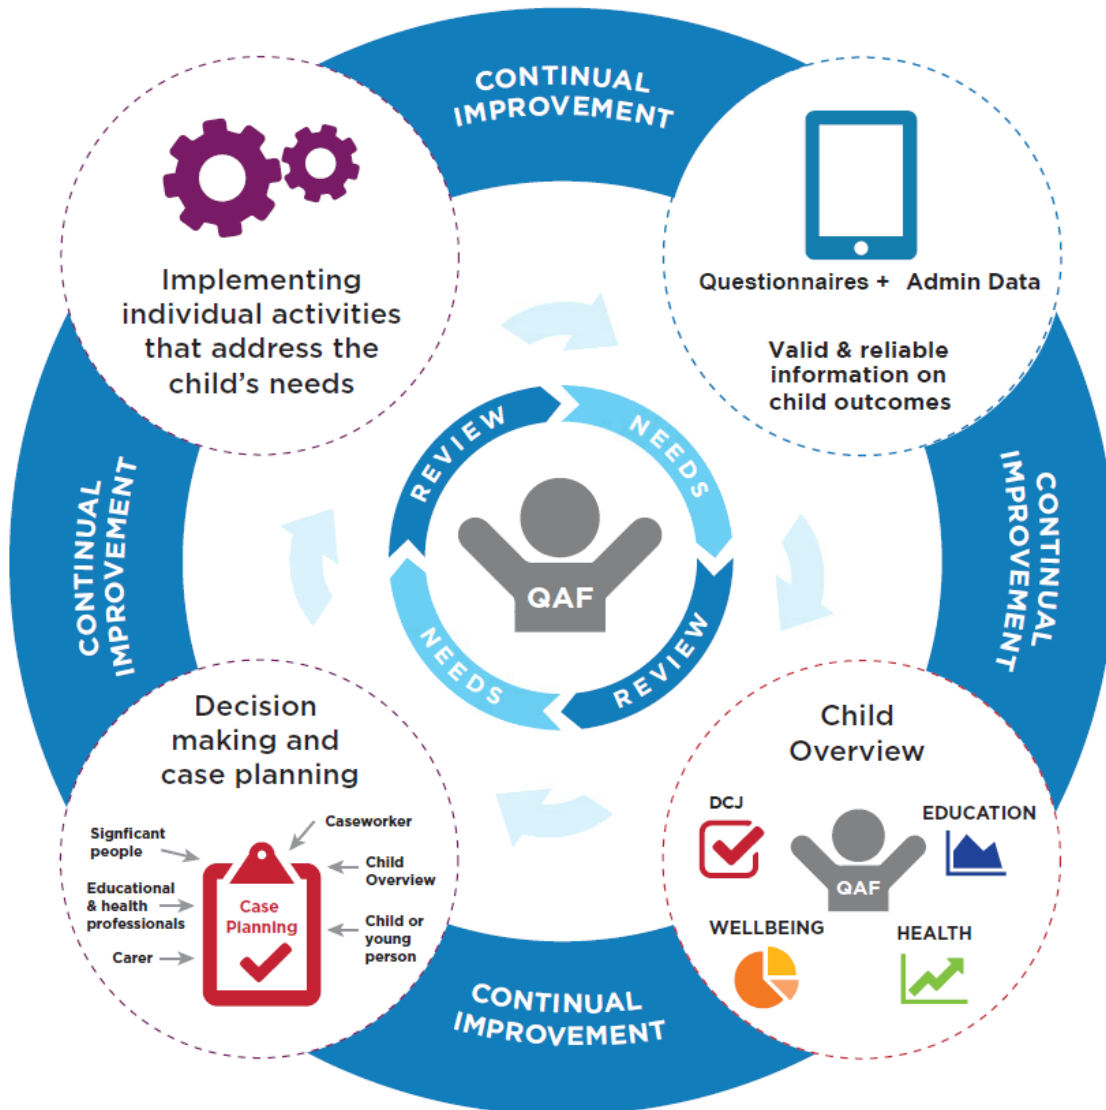 CONTINUAL
IMPROVEMENT
Implementing
individual activities
that address the
child's needs
Questionnaires + Admin Data
Valid & reliable
information on
child outcomes
CONTINUAL
IMPROVEMENT
CONTINUAL
IMPROVEMENT
REVIEW
NEEDS
QAF
NEEDS
REVIEW
Decision
making and
case planning
Signficant
people
Educational
& health
professionals
Carer
Caseworker
Child
Overview
Child or
young
person
Case
Planning
Child
Overview
DCJ
EDUCATION
QAF
WELLBEING
HEALTH
CONTINUAL
IMPROVEMENT